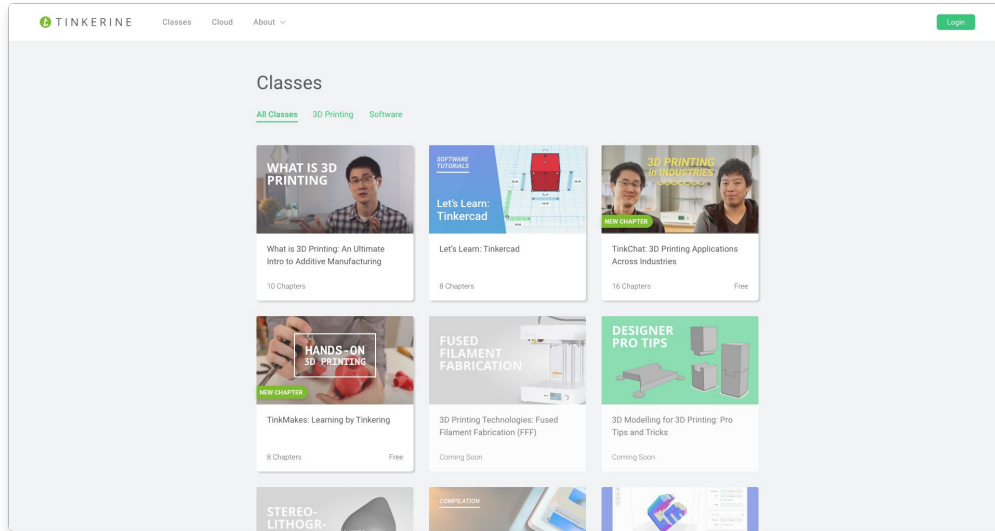 TINKERINE
Classes
Cloud
About
Login
Classes
All Classes
3D Printing
Software
WHAT IS 3D
PRINTING
SOFTWARE
TUTORIALS
Let's Learn:
Tinkercad
3D PRINTING
in INDUSTRIES
NEW CHAPTER
What is 3D Printing: An Ultimate
Intro to Additive Manufacturing
10 Chapters
Let's Learn: Tinkercad
8 Chapters
TinkChat: 3D Printing Applications
Across Industries
16 Chapters
Free
HANDS-ON
3D PRINTING
NEW CHAPTER
FUSED
FILAMENT
FABRICATION
DESIGNER
PRO TIPS
TinkMakes: Learning by Tinkering
8 Chapters
Free
3D Printing Technologies: Fused
Filament Fabrication (FFF)
Coming Soon
3D Modelling for 3D Printing: Pro
Tips and Tricks
Coming Soon
STEREO-
LITHOGR-
COMPILATION